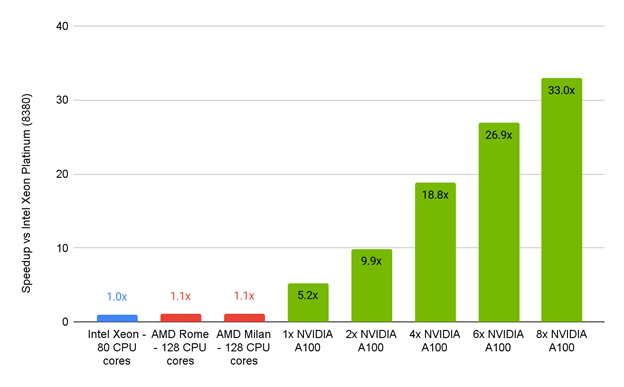 Speedup vs Intel Xeon Platinum (8380)
40
30
20
10
0
1.0x
1.1x
1.1x
5.2x
9.9x
18.8x
26.9x
33.0x
Intel Xeon -
80 CPU
cores
AMD Rome
- 128 CPU
cores
AMD Milan
- 128 CPU
cores
1x NVIDIA
A100
2x NVIDIA
A100
4x NVIDIA
A100
6x NVIDIA
A100
8x NVIDIA
A100